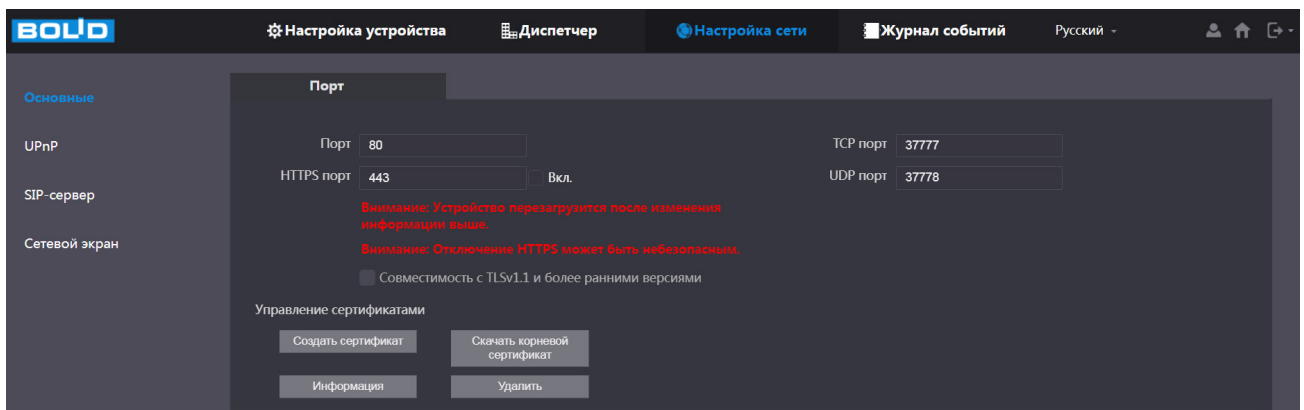 BOLID
Настройка устройства
Диспетчер
Настройка сети
Журнал событий
Русский
Основные
UPnP
SIP-сервер
Сетевой экран
Порт
Порт 80
TCP порт 37777
HTTPS порт 443 Вкл.
UDP порт 37778
Внимание: Устройство перезагрузится после изменения
информации выше.
Внимание: Отключение HTTPS может быть небезопасным.
Совместимость с TLSv1.1 и более ранними версиями
Управление сертификатами
Создать сертификат
Скачать корневой
сертификат
Информация
Удалить